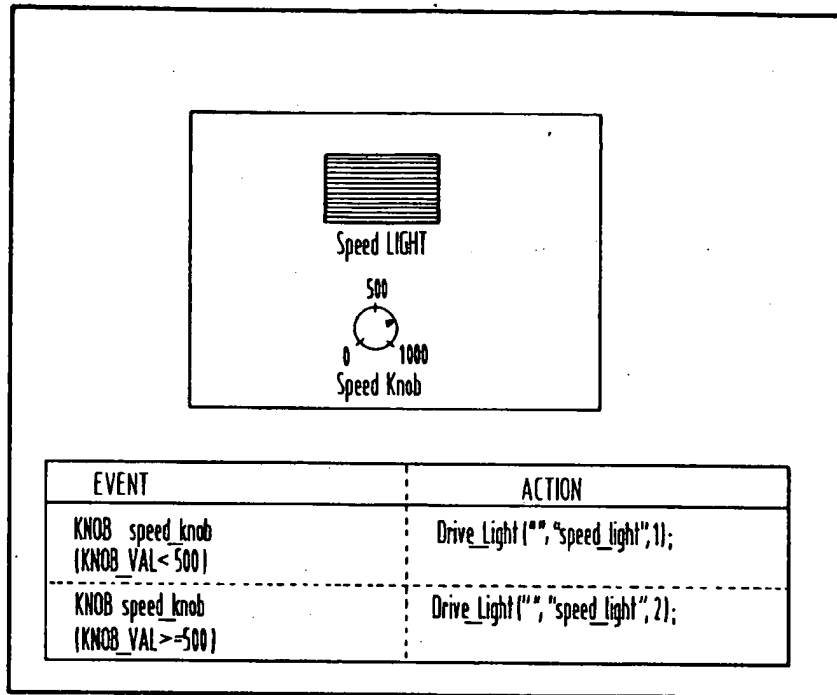 Speed LIGHT
500
0 1000
Speed Knob
EVENT ACTION
KNOB speed_knob Drive_Light("", "speed_light", 1);
(KNOB_VAL< 500)
KNOB speed_knob Drive_Light("", "speed_light", 2);
(KNOB_VAL>=500)